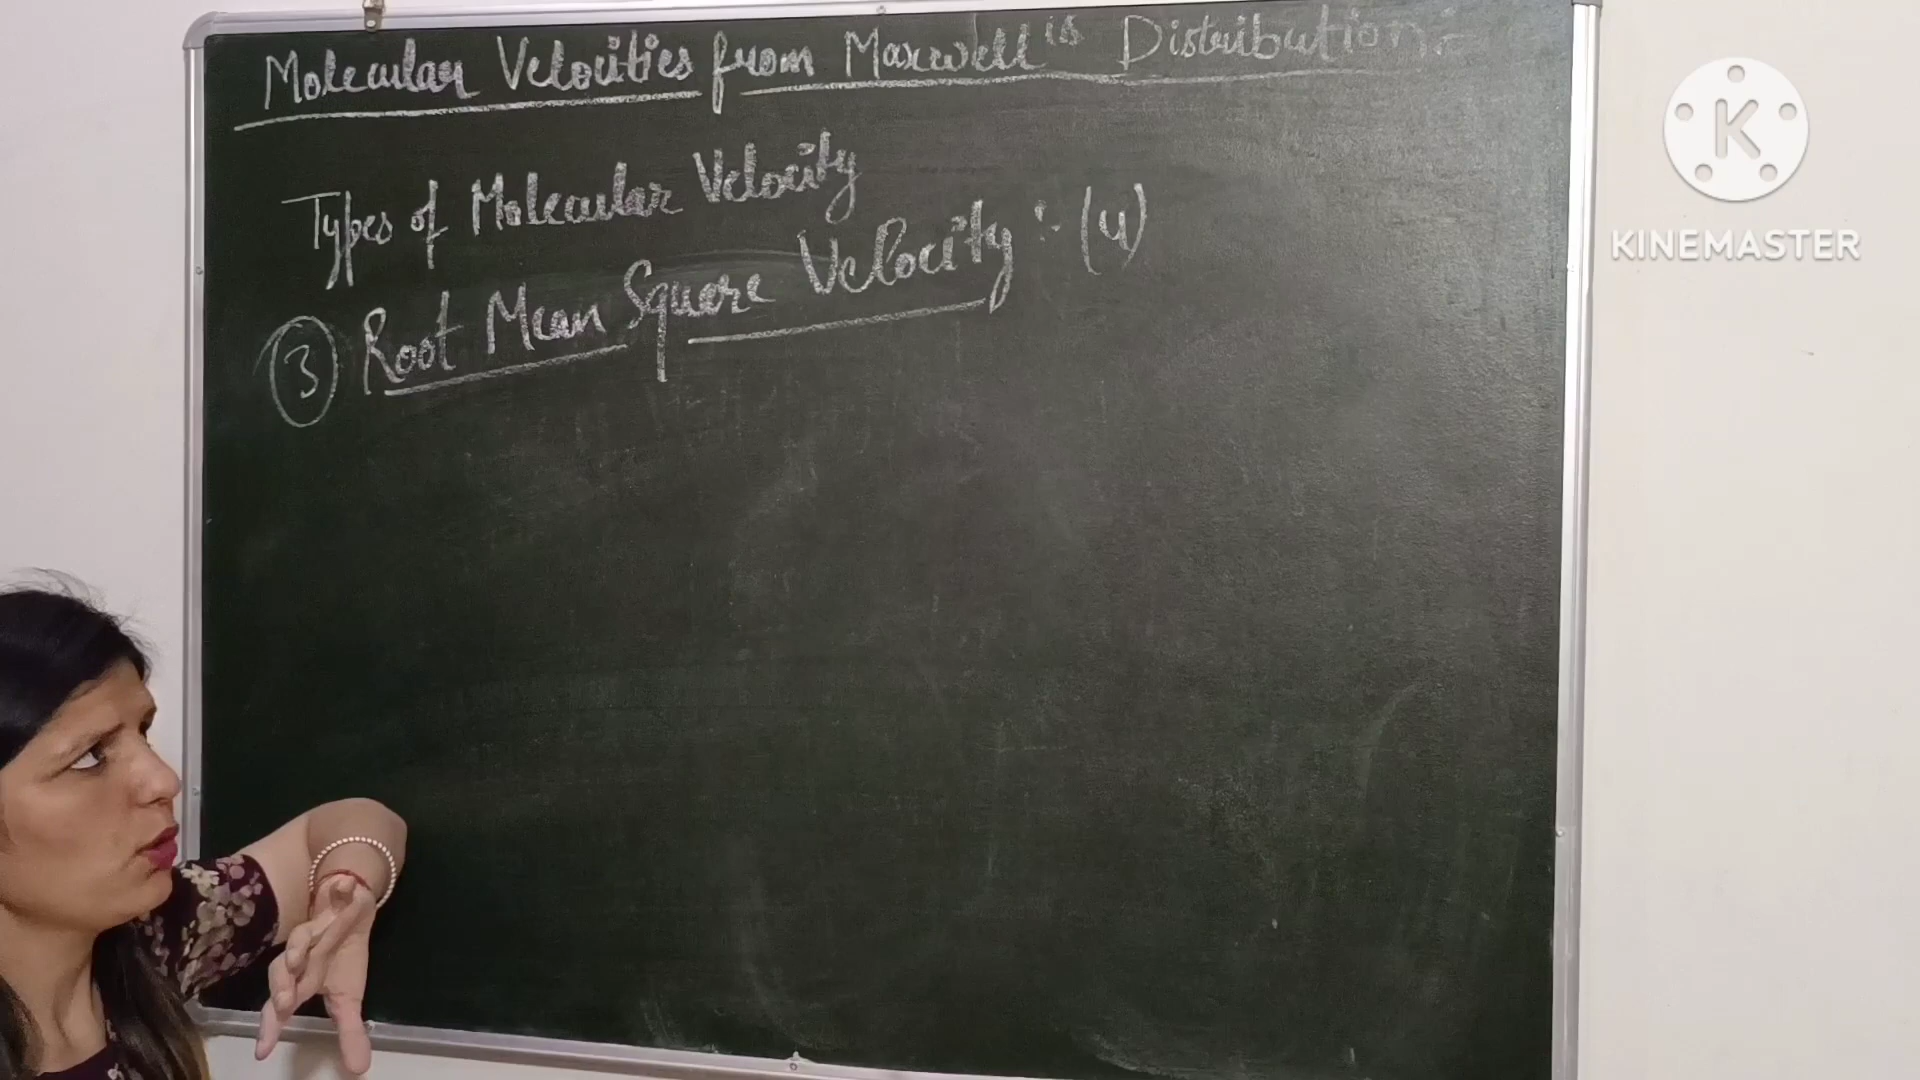 Molecular Velocities from Maxwell's Distribution:-
Types of Molecular Velocity
③ Root Mean Square Velocity :- (u)
K
KINEMASTER